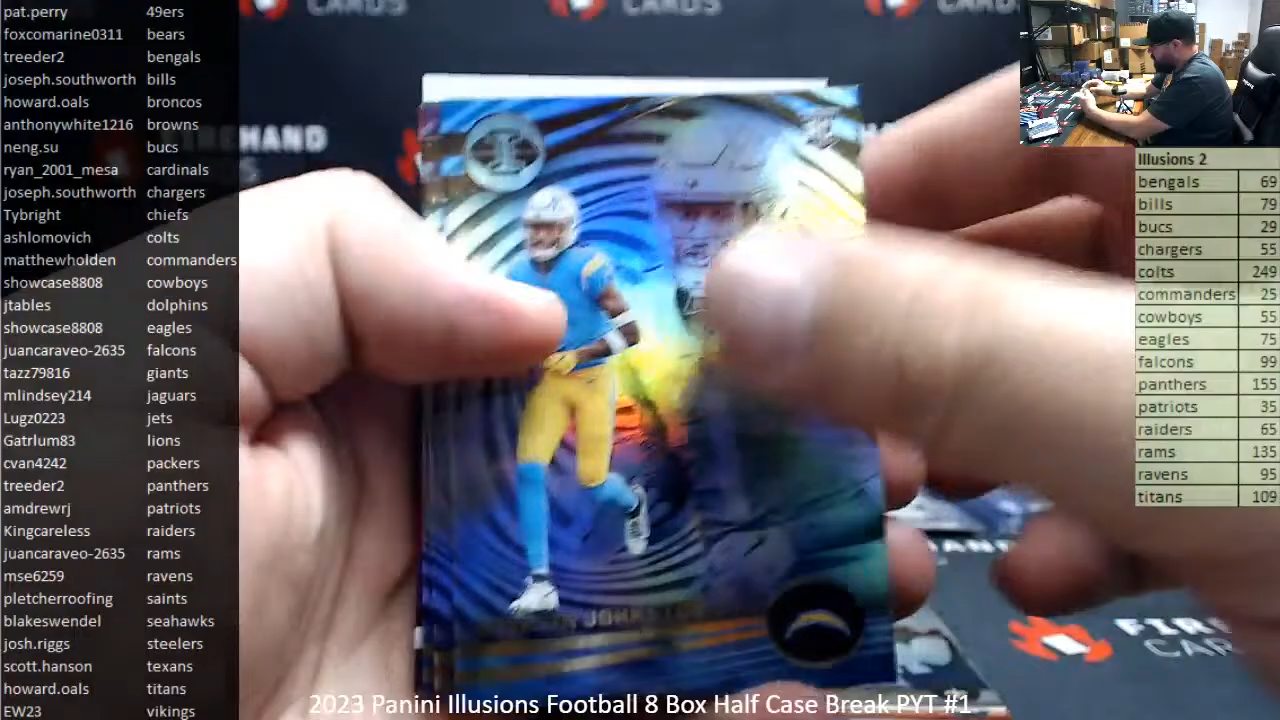 pat.perry 49ers
foxcomarine0311 bears
treeder2 bengals
joseph.southworth bills
howard.oals broncos
anthonywhite1216 browns
neng.su bucs
ryan_2001_mesa cardinals
joseph.southworth chargers
Tybright chiefs
ashlomovich colts
matthewholden commanders
showcase8808 cowboys
jtables dolphins
showcase8808 eagles
juancaraveo-2635 falcons
tazz79816 giants
mlindsey214 jaguars
Lugz0223 jets
Gatrlum83 lions
cvan4242 packers
treeder2 panthers
amdrewrj patriots
Kingcareless raiders
juancaraveo-2635 rams
mse6259 ravens
pletcherroofing saints
blakeswendel seahawks
josh.riggs steelers
scott.hanson texans
howard.oals titans
EW23 vikings
CARDS
CARDS
Illusions 2
bengals 69
bills 79
bucs 29
chargers 55
colts 249
commanders 25
cowboys 55
eagles 75
falcons 99
panthers 155
patriots 35
raiders 65
rams 135
ravens 95
titans 109
2023 Panini Illusions Football 8 Box Half Case Break PYT #1